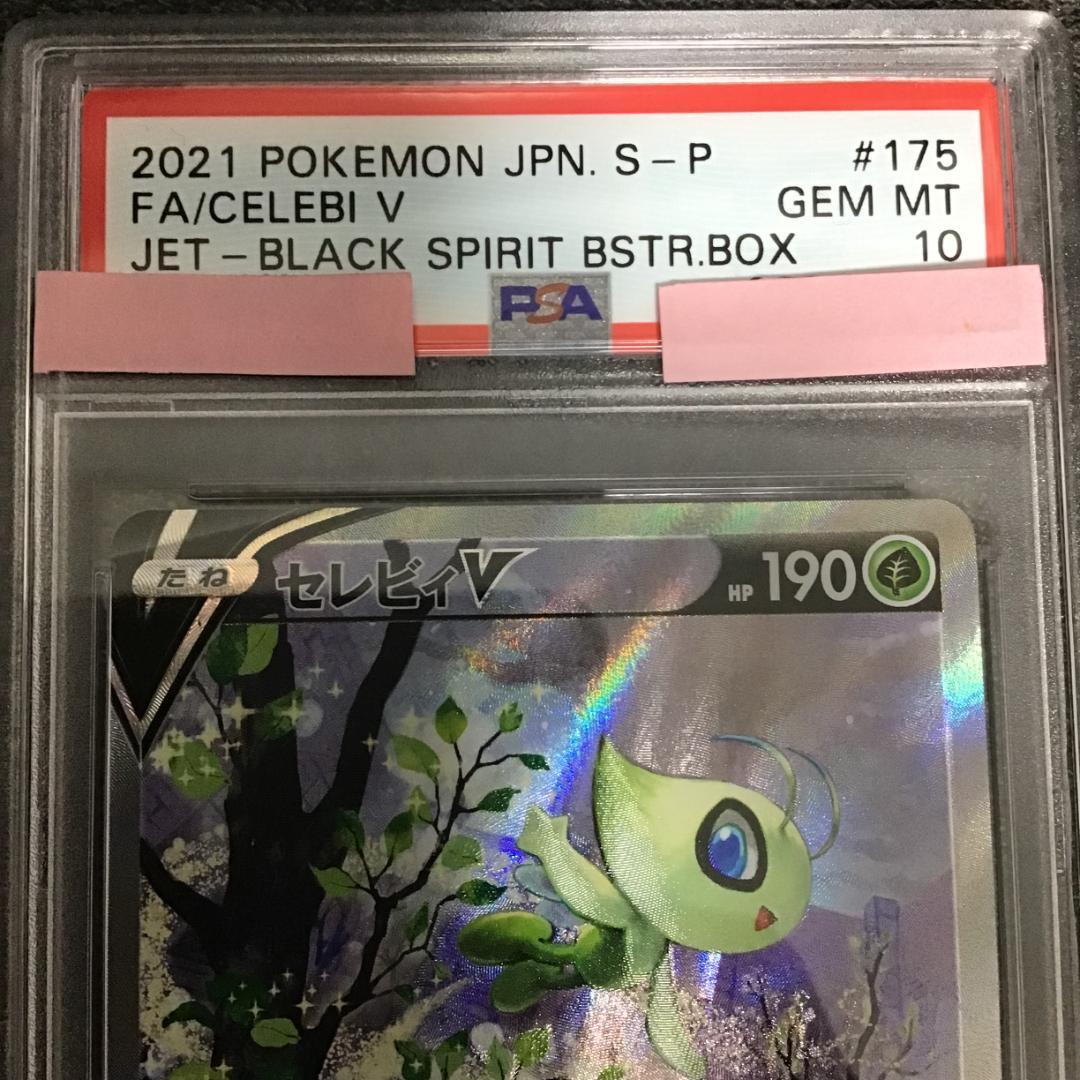 2021 POKEMON JPN. S-P #175
FA/CELEBI V GEM MT
JET-BLACK SPIRIT BSTR.BOX 10
PSA
たね セレビィV HP 190